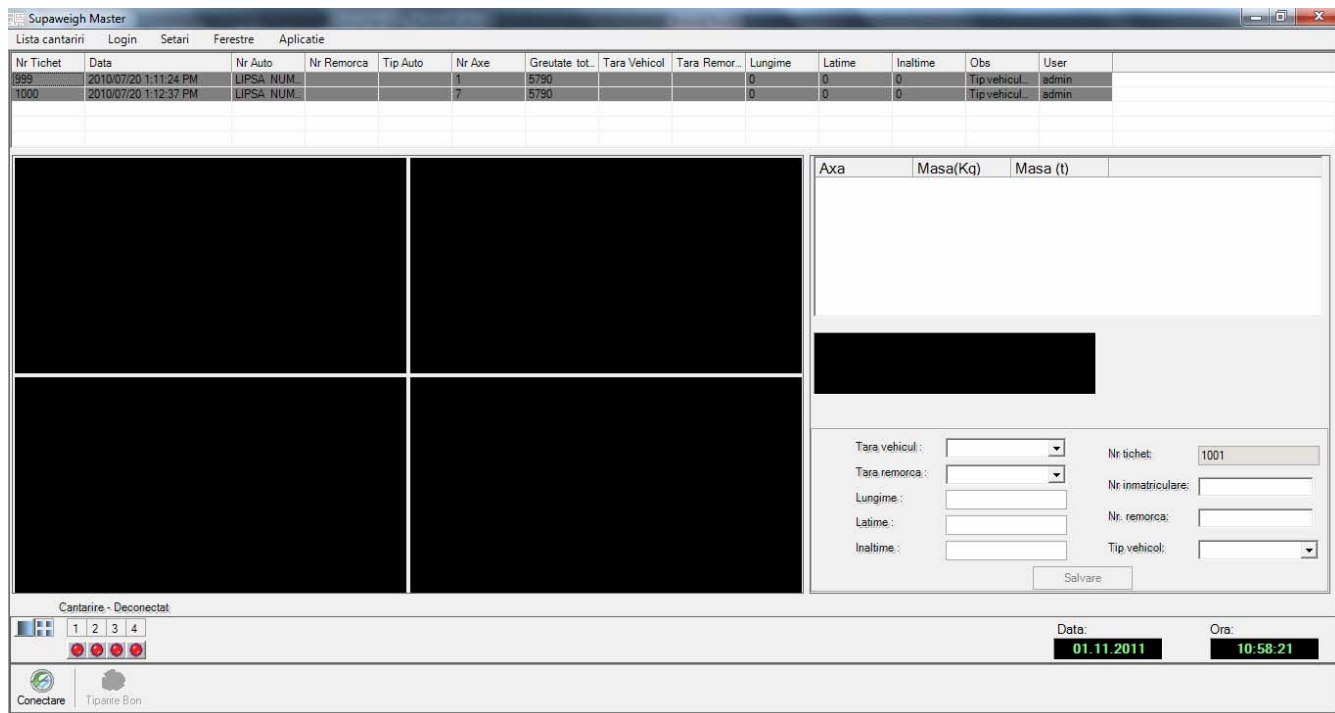 Supaweigh Master
Lista cantariri Login Setari Ferestre Aplicatie
Nr Tichet Data Nr Auto Nr Remorca Tip Auto Nr Axe Greutate tot... Tara Vehicol Tara Remor... Lungime Latime Inaltime Obs User
999 2010/07/20 1:11:24 PM LIPSA NUM... 1 5790 0 0 0 Tip vehicul... admin
1000 2010/07/20 1:12:37 PM LIPSA NUM... 7 5790 0 0 0 Tip vehicul... admin
Axa Masa(Kg) Masa (t)
Tara vehicul :
Tara remorca :
Lungime :
Latime :
Inaltime :
Nr tichet: 1001
Nr inmatriculare:
Nr. remorca:
Tip vehicol:
Salvare
Cantarire - Deconectat
1 2 3 4
Data: Ora:
01.11.2011 10:58:21
Conectare Tiparire Bon